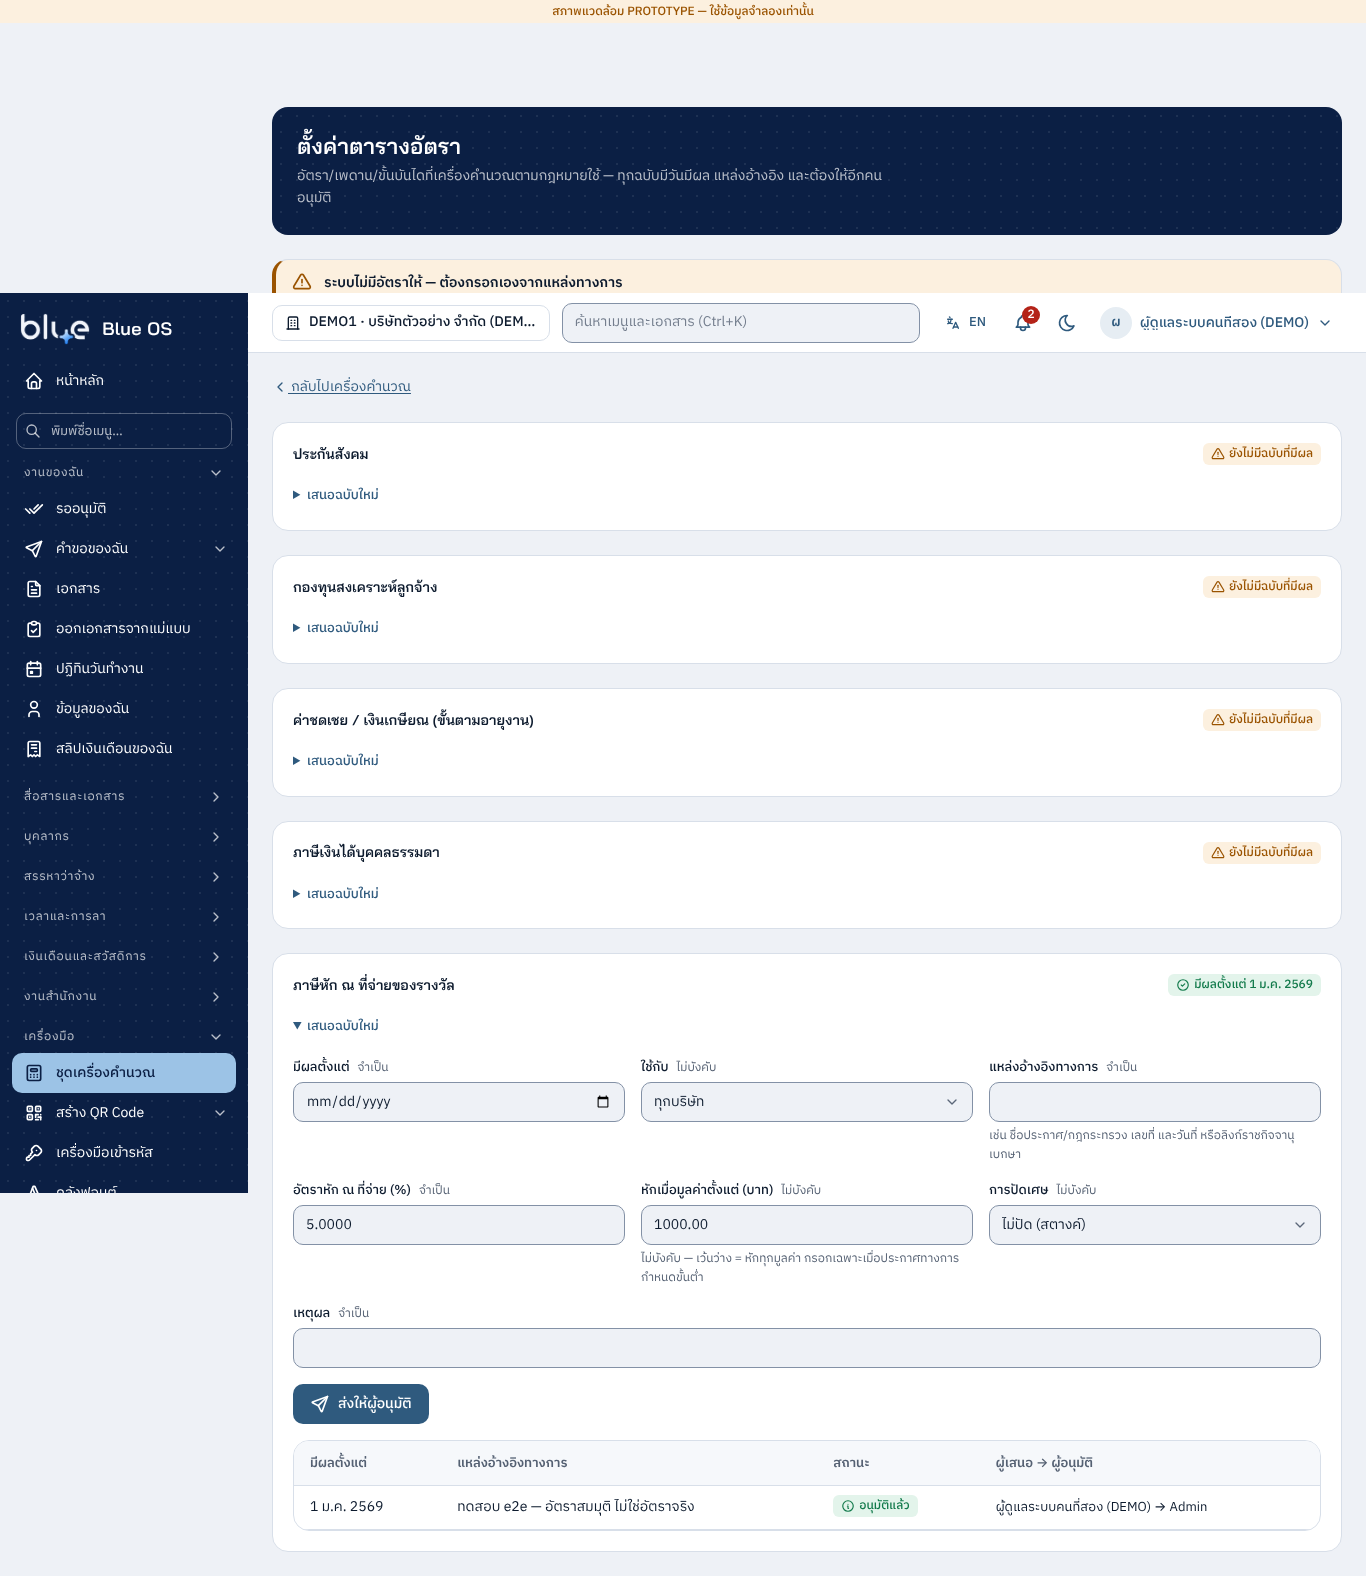 สภาพแวดล้อม PROTOTYPE — ใช้ข้อมูลจำลองเท่านั้น
ตั้งค่าตารางอัตรา
อัตรา/เพดาน/ขั้นบันไดที่เครื่องคำนวณตามกฎหมายใช้ — ทุกฉบับมีวันมีผล แหล่งอ้างอิง และต้องให้อีกคน
อนุมัติ
ระบบไม่มีอัตราให้ — ต้องกรอกเองจากแหล่งทางการ
blue Blue OS
DEMO1 · บริษัทตัวอย่าง จำกัด (DEM...
ค้นหาเมนูและเอกสาร (Ctrl+K)
EN
2
ผ
ผู้ดูแลระบบคนที่สอง (DEMO)
หน้าหลัก
พิมพ์ชื่อเมนู...
งานของฉัน
รออนุมัติ
คำขอของฉัน
เอกสาร
ออกเอกสารจากแม่แบบ
ปฏิทินวันทำงาน
ข้อมูลของฉัน
สลิปเงินเดือนของฉัน
สื่อสารและเอกสาร
บุคลากร
สรรหาว่าจ้าง
เวลาและการลา
เงินเดือนและสวัสดิการ
งานสำนักงาน
เครื่องมือ
ชุดเครื่องคำนวณ
สร้าง QR Code
เครื่องมือเข้ารหัส
คลังฟอนต์
กลับไปเครื่องคำนวณ
ประกันสังคม
ยังไม่มีฉบับที่มีผล
เสนอฉบับใหม่
กองทุนสงเคราะห์ลูกจ้าง
ยังไม่มีฉบับที่มีผล
เสนอฉบับใหม่
ค่าชดเชย / เงินเกษียณ (ขั้นตามอายุงาน)
ยังไม่มีฉบับที่มีผล
เสนอฉบับใหม่
ภาษีเงินได้บุคคลธรรมดา
ยังไม่มีฉบับที่มีผล
เสนอฉบับใหม่
ภาษีหัก ณ ที่จ่ายของรางวัล
มีผลตั้งแต่ 1 ม.ค. 2569
เสนอฉบับใหม่
มีผลตั้งแต่ จำเป็น
mm/dd/yyyy
ใช้กับ ไม่บังคับ
ทุกบริษัท
แหล่งอ้างอิงทางการ จำเป็น
เช่น ชื่อประกาศ/กฎกระทรวง เลขที่ และวันที่ หรือลิงก์ราชกิจจานุ
เบกษา
อัตราหัก ณ ที่จ่าย (%) จำเป็น
5.0000
หักเมื่อมูลค่าตั้งแต่ (บาท) ไม่บังคับ
1000.00
ไม่บังคับ — เว้นว่าง = หักทุกมูลค่า กรอกเฉพาะเมื่อประกาศทางการ
กำหนดขั้นต่ำ
การปัดเศษ ไม่บังคับ
ไม่ปัด (สตางค์)
เหตุผล จำเป็น
ส่งให้ผู้อนุมัติ
มีผลตั้งแต่ แหล่งอ้างอิงทางการ สถานะ ผู้เสนอ → ผู้อนุมัติ
1 ม.ค. 2569 ทดสอบ e2e — อัตราสมมุติ ไม่ใช่อัตราจริง อนุมัติแล้ว ผู้ดูแลระบบคนที่สอง (DEMO) → Admin